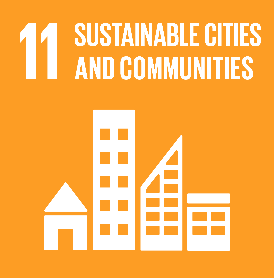 11 SUSTAINABLE CITIES
AND COMMUNITIES